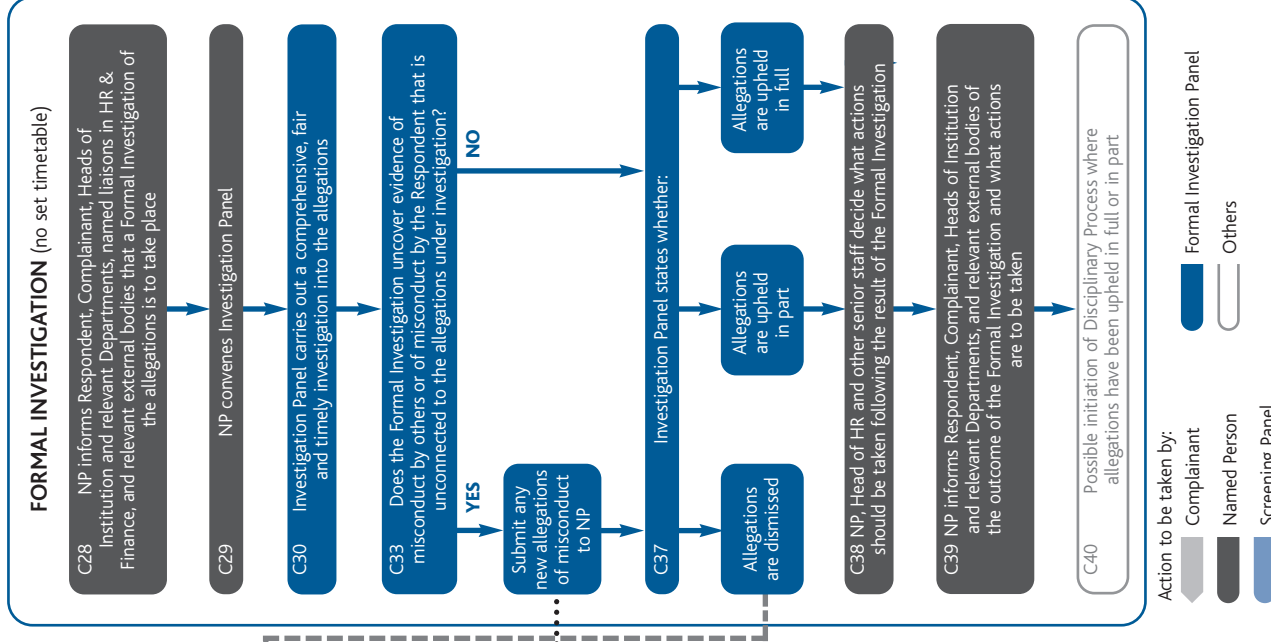 FORMAL INVESTIGATION (no set timetable)
C28 NP informs Respondent, Complainant, Heads of
Institution and relevant Departments, named liaisons in HR &
Finance, and relevant external bodies that a Formal Investigation of
the allegations is to take place
C29 NP convenes Investigation Panel
C30 Investigation Panel carries out a comprehensive, fair
and timely investigation into the allegations
C33 Does the Formal Investigation uncover evidence of
misconduct by others or of misconduct by the Respondent that is
unconnected to the allegations under investigation?
YES
NO
Submit any
new allegations
of misconduct
to NP
C37 Investigation Panel states whether:
Allegations
are dismissed
Allegations
are upheld
in part
Allegations
are upheld
in full
C38 NP, Head of HR and other senior staff decide what actions
should be taken following the result of the Formal Investigation
C39 NP informs Respondent, Complainant, Heads of Institution
and relevant Departments, and relevant external bodies of
the outcome of the Formal Investigation and what actions
are to be taken
C40 Possible initiation of Disciplinary Process where
allegations have been upheld in full or in part
Action to be taken by:
Complainant
Named Person
Screening Panel
Formal Investigation Panel
Others